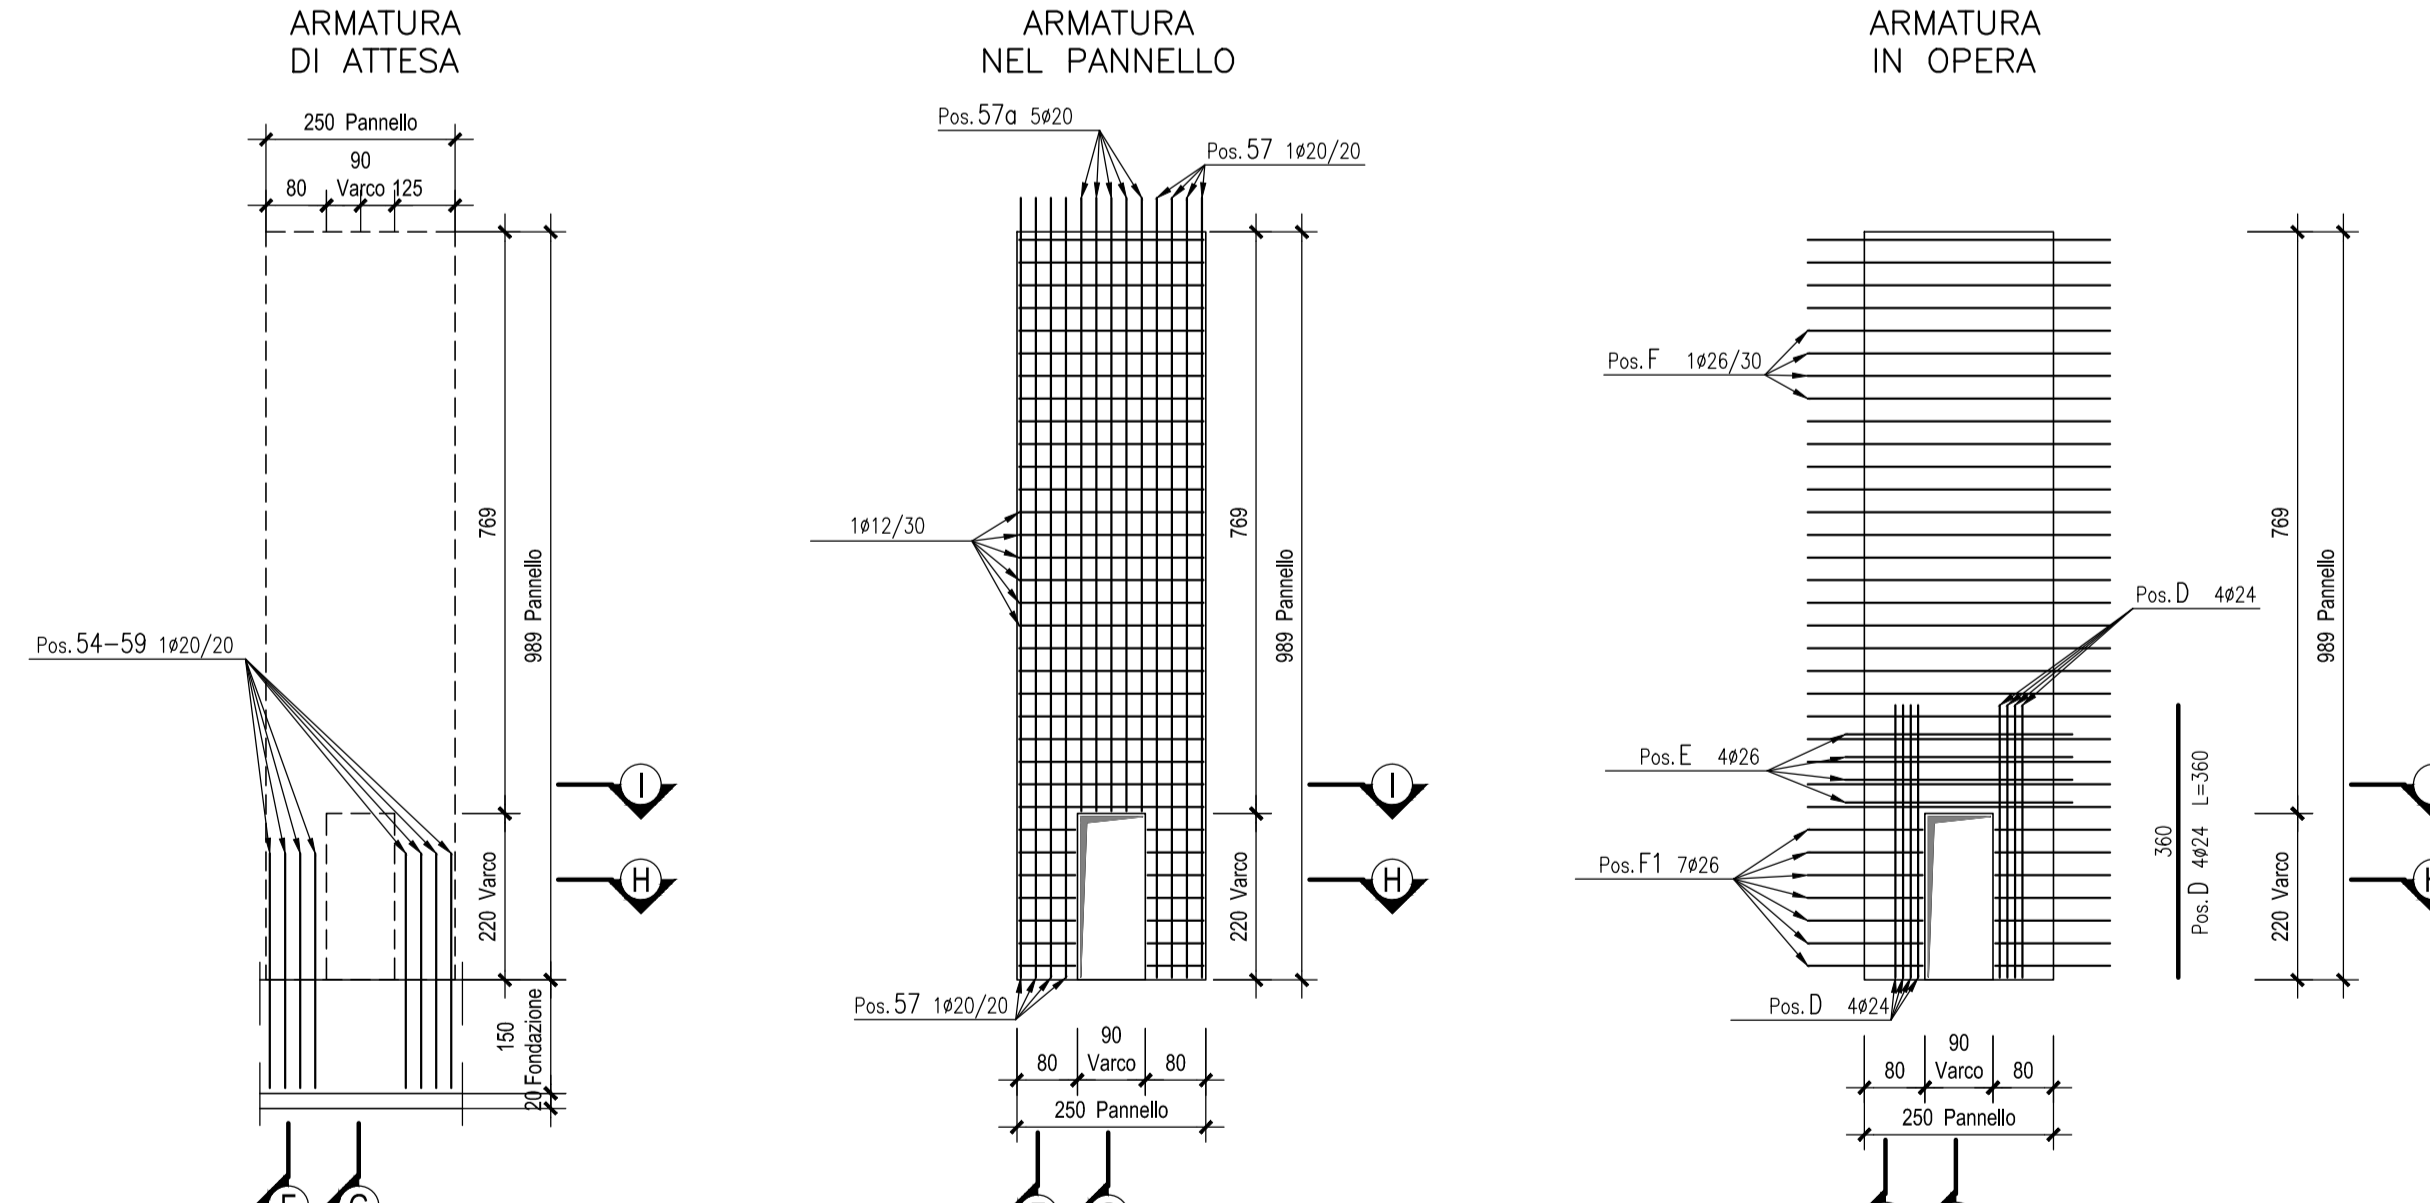 ARMATURA
DI ATTESA
250 Pannello
90
80 Varco 125
769
989 Pannello
Pos.54-59 1ø20/20
I
H
220 Varco
150
20 Fondazione
ARMATURA
NEL PANNELLO
Pos.57a 5ø20
Pos.57 1ø20/20
1ø12/30
769
989 Pannello
I
H
220 Varco
Pos.57 1ø20/20
90
80 Varco 80
250 Pannello
ARMATURA
IN OPERA
Pos.F 1ø26/30
769
989 Pannello
Pos.D 4ø24
Pos.E 4ø26
Pos.F1 7ø26
360
Pos.D 4ø24 L=360
220 Varco
Pos.D 4ø24
90
80 Varco 80
250 Pannello